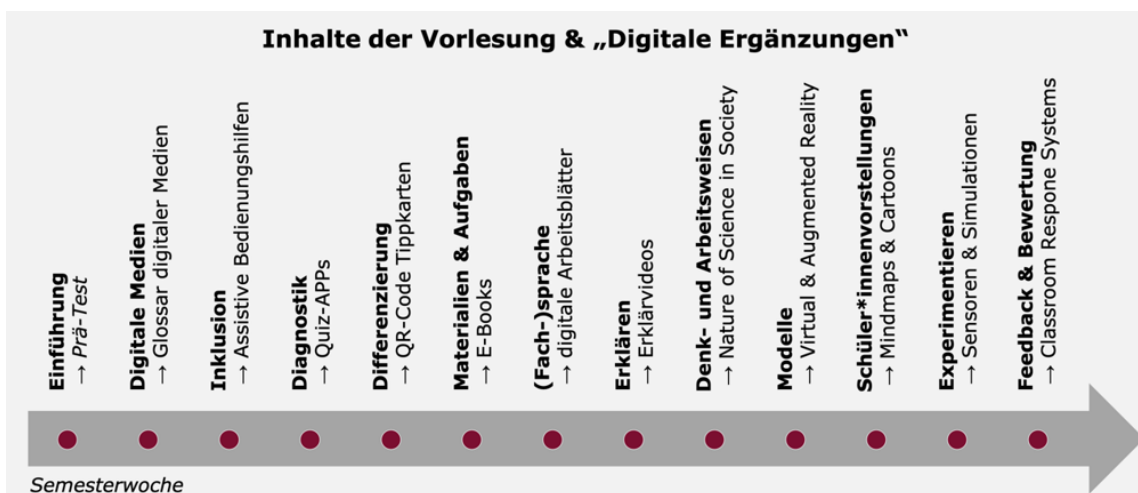 Inhalte der Vorlesung & „Digitale Ergänzungen“
Einführung
→ Prä-Test
Digitale Medien
→ Glossar digitaler Medien
Inklusion
→ Assistive Bedienungshilfen
Diagnostik
→ Quiz-APPs
Differenzierung
→ QR-Code Tippkarten
Materialien & Aufgaben
→ E-Books
(Fach-)sprache
→ digitale Arbeitsblätter
Erklären
→ Erklärvideos
Denk- und Arbeitsweisen
→ Nature of Science in Society
Modelle
→ Virtual & Augmented Reality
Schüler*innenvorstellungen
→ Mindmaps & Cartoons
Experimentieren
→ Sensoren & Simulationen
Feedback & Bewertung
→ Classroom Respone Systems
Semesterwoche